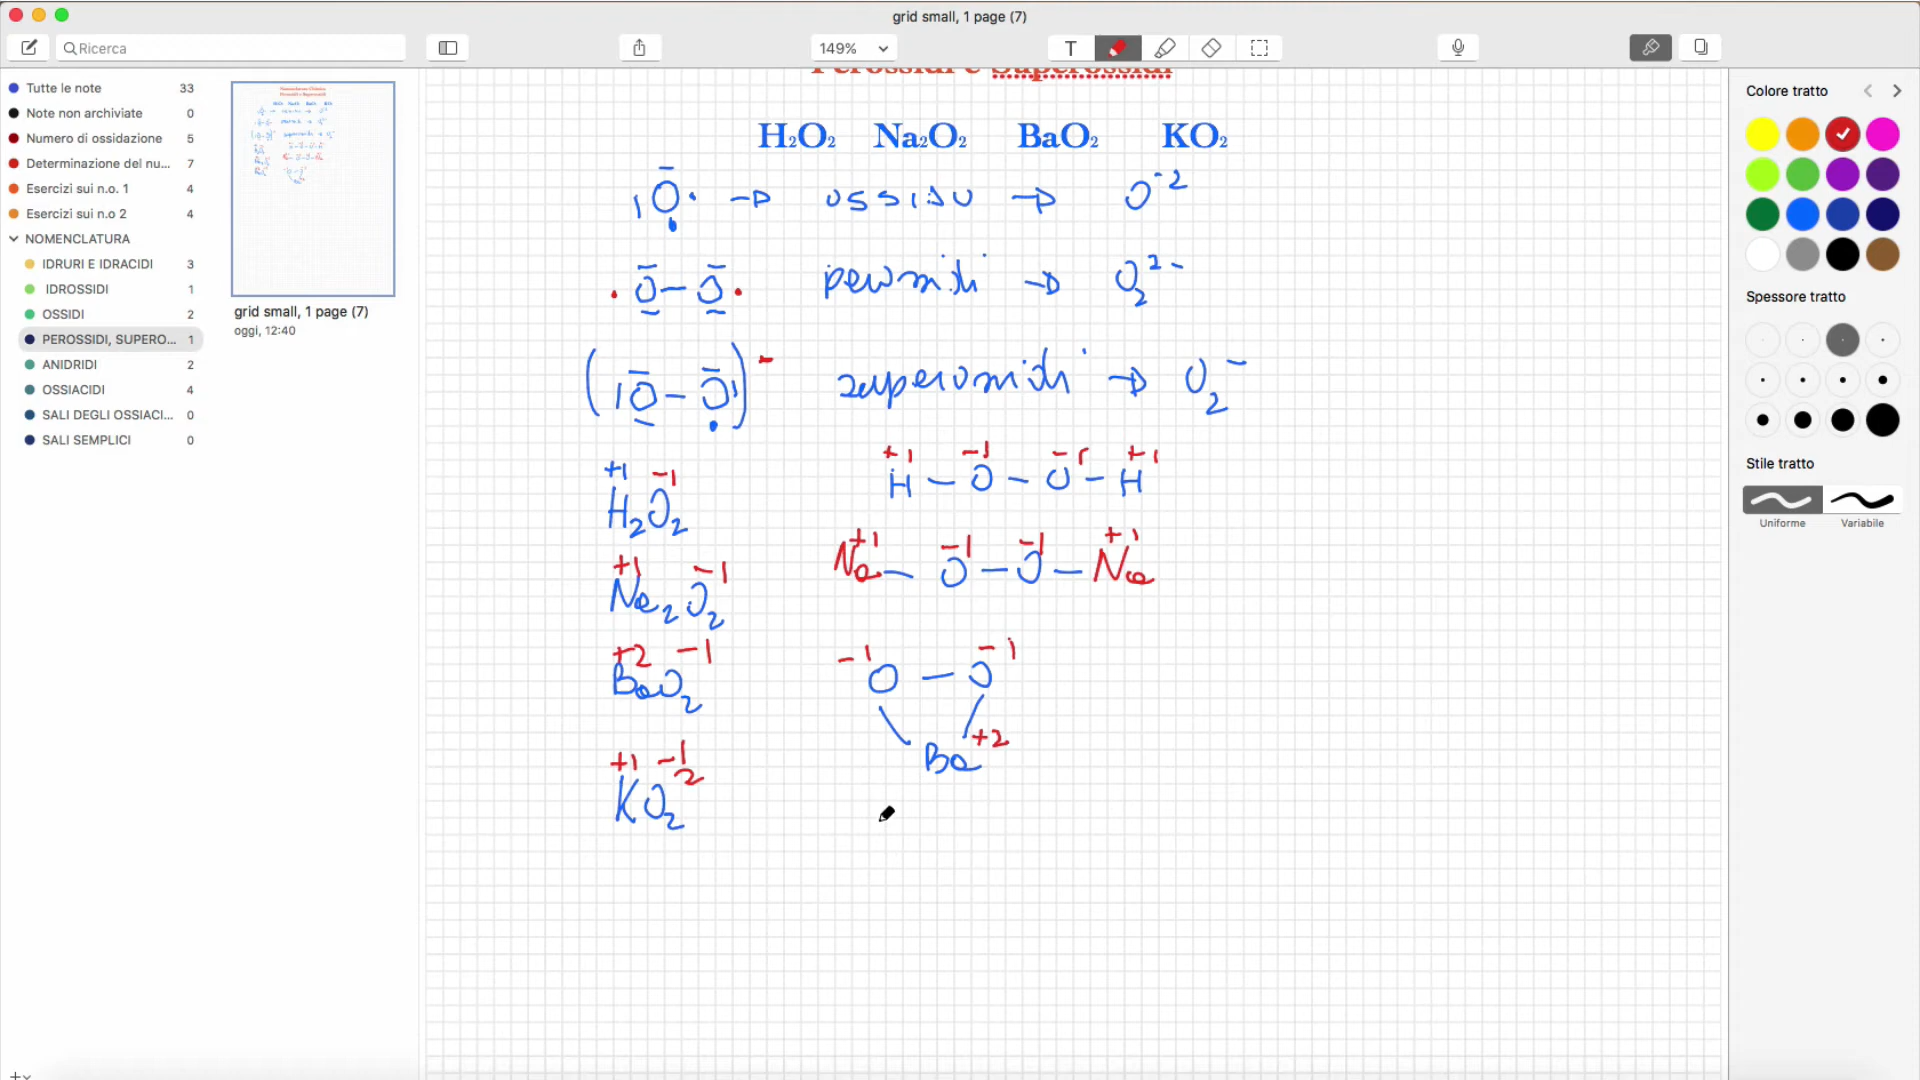 grid small, 1 page (7)
Ricerca
149%
T
Tutte le note 33
Note non archiviate 0
Numero di ossidazione 5
Determinazione del nu... 7
Esercizi sui n.o. 1 4
Esercizi sui n.o 2 4
NOMENCLATURA
IDRURI E IDRACIDI 3
IDROSSIDI 1
OSSIDI 2
PEROSSIDI, SUPERO... 1
ANIDRIDI 2
OSSIACIDI 4
SALI DEGLI OSSIACI... 0
SALI SEMPLICI 0
grid small, 1 page (7)
oggi, 12:40
Perossidi e Superossidi
H₂O₂ Na₂O₂ BaO₂ KO₂
O → ossido → O⁻²
O – O perossidi → O₂²⁻
(O – O)⁻ superossidi → O₂⁻
+1 -1
H₂O₂
+1 -1 -1 +1
H – O – O – H
+1 -1
Na₂O₂
+1 -1 -1 +1
Na – O – O – Na
+2 -1
BaO₂
-1 -1
O – O
Ba +2
+1 -1/2
KO₂
Colore tratto
Spessore tratto
Stile tratto
Uniforme Variabile